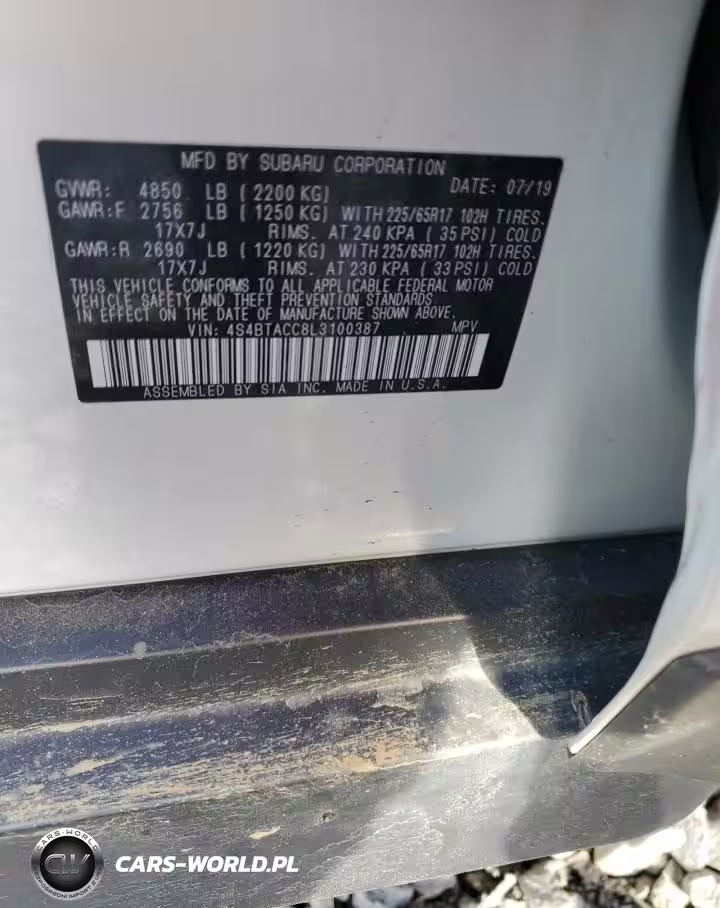 MFD BY SUBARU CORPORATION
GVWR: 4850 LB ( 2200 KG) DATE: 07/19
GAWR:F 2756 LB ( 1250 KG) WITH 225/65R17 102H TIRES.
17X7J RIMS. AT 240 KPA ( 35 PSI) COLD
GAWR:R 2690 LB ( 1220 KG) WITH 225/65R17 102H TIRES.
17X7J RIMS. AT 230 KPA ( 33 PSI) COLD
THIS VEHICLE CONFORMS TO ALL APPLICABLE FEDERAL MOTOR
VEHICLE SAFETY AND THEFT PREVENTION STANDARDS
IN EFFECT ON THE DATE OF MANUFACTURE SHOWN ABOVE.
VIN: 4S4BTACC8L3100387 MPV
ASSEMBLED BY SIA INC. MADE IN U.S.A.
CARS-WORLD
CW
CARS-WORLD.PL